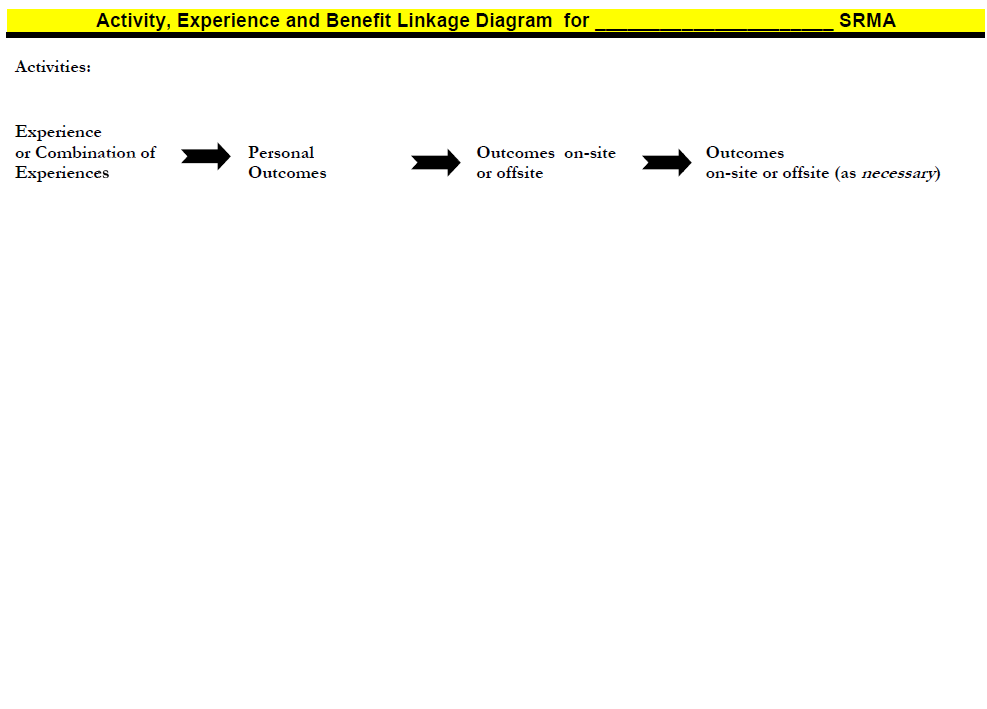 Activity, Experience and Benefit Linkage Diagram  for ______________________ SRMA
Activities:
Experience
or Combination of
Experiences
Personal
Outcomes
Outcomes  on-site
or offsite
Outcomes
on-site or offsite (as necessary)